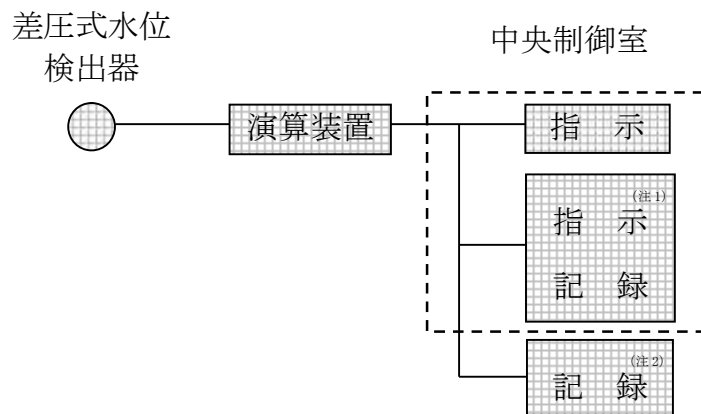 差圧式水位
検出器
中央制御室
演算装置
指 示
(注1)
指 示
記 録
(注2)
記 録